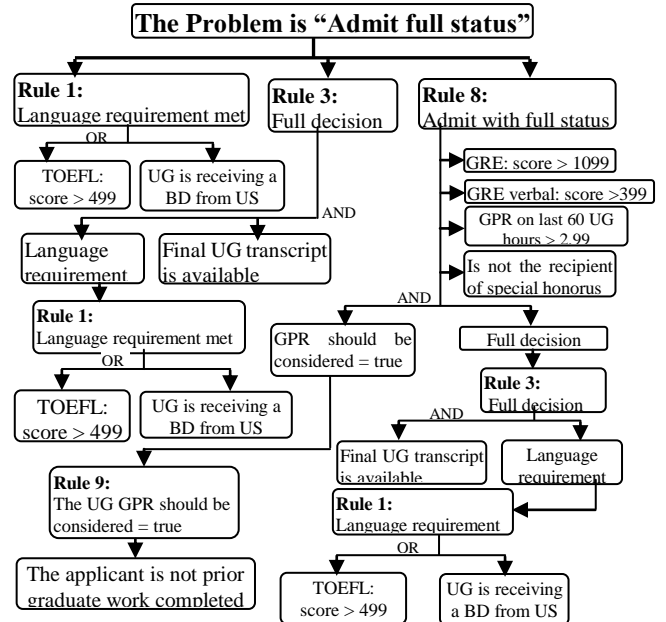 The Problem is “Admit full status”
Rule 1:
Language requirement met
Rule 3:
Full decision
Rule 8:
Admit with full status
OR
TOEFL:
score > 499
UG is receiving a
BD from US
GRE: score > 1099
GRE verbal: score >399
GPR on last 60 UG
hours > 2.99
Is not the recipient
of special honorus
AND
Language
requirement
Final UG transcript
is available
Rule 1:
Language requirement met
OR
TOEFL:
score > 499
UG is receiving a
BD from US
AND
GPR should be
considered = true
Full decision
Rule 3:
Full decision
AND
Final UG transcript
is available
Language
requirement
Rule 9:
The UG GPR should be
considered = true
The applicant is not prior
graduate work completed
Rule 1:
Language requirement
OR
TOEFL:
score > 499
UG is receiving
a BD from US